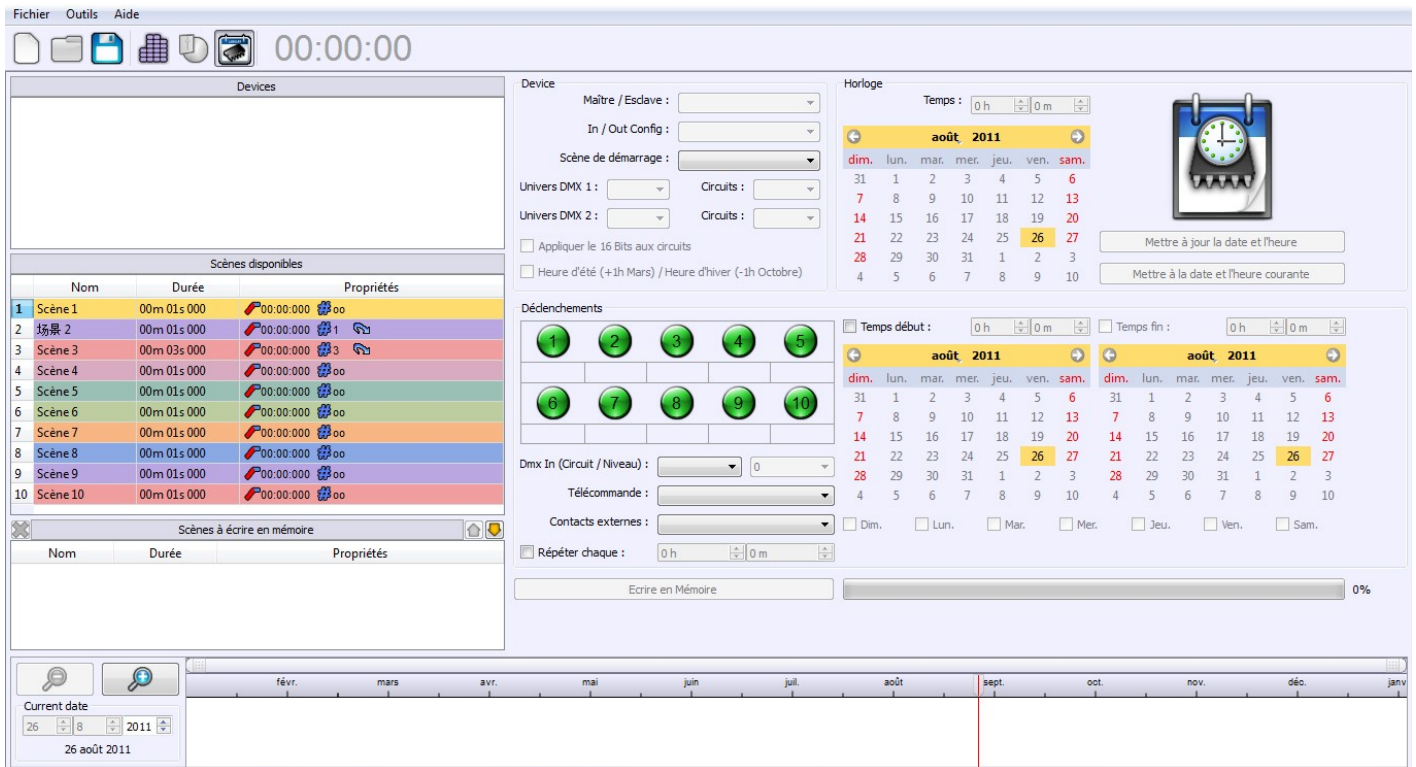 Fichier Outils Aide
00:00:00
Devices
Scènes disponibles
Nom Durée Propriétés
1 Scène 1 00m 01s 000 00:00:000 oo
2 场景 2 00m 01s 000 00:00:000 1
3 Scène 3 00m 03s 000 00:00:000 3
4 Scène 4 00m 01s 000 00:00:000 oo
5 Scène 5 00m 01s 000 00:00:000 oo
6 Scène 6 00m 01s 000 00:00:000 oo
7 Scène 7 00m 01s 000 00:00:000 oo
8 Scène 8 00m 01s 000 00:00:000 oo
9 Scène 9 00m 01s 000 00:00:000 oo
10 Scène 10 00m 01s 000 00:00:000 oo
Scènes à écrire en mémoire
Nom Durée Propriétés
Device
Maître / Esclave :
In / Out Config :
Scène de démarrage :
Univers DMX 1 : Circuits :
Univers DMX 2 : Circuits :
Appliquer le 16 Bits aux circuits
Heure d'été (+1h Mars) / Heure d'hiver (-1h Octobre)
Horloge
Temps : 0 h 0 m
août, 2011
dim. lun. mar. mer. jeu. ven. sam.
31 1 2 3 4 5 6
7 8 9 10 11 12 13
14 15 16 17 18 19 20
21 22 23 24 25 26 27
28 29 30 31 1 2 3
4 5 6 7 8 9 10
Mettre à jour la date et l'heure
Mettre à la date et l'heure courante
Déclenchements
1 2 3 4 5
6 7 8 9 10
Dmx In (Circuit / Niveau) : 0
Télécommande :
Contacts externes :
Répéter chaque : 0 h 0 m
Temps début : 0 h 0 m
août, 2011
dim. lun. mar. mer. jeu. ven. sam.
31 1 2 3 4 5 6
7 8 9 10 11 12 13
14 15 16 17 18 19 20
21 22 23 24 25 26 27
28 29 30 31 1 2 3
4 5 6 7 8 9 10
Temps fin : 0 h 0 m
août, 2011
dim. lun. mar. mer. jeu. ven. sam.
31 1 2 3 4 5 6
7 8 9 10 11 12 13
14 15 16 17 18 19 20
21 22 23 24 25 26 27
28 29 30 31 1 2 3
4 5 6 7 8 9 10
Dim. Lun. Mar. Mer. Jeu. Ven. Sam.
Ecrire en Mémoire
0%
févr. mars avr. mai juin juil. août sept. oct. nov. déc. janv
Current date
26 8 2011
26 août 2011